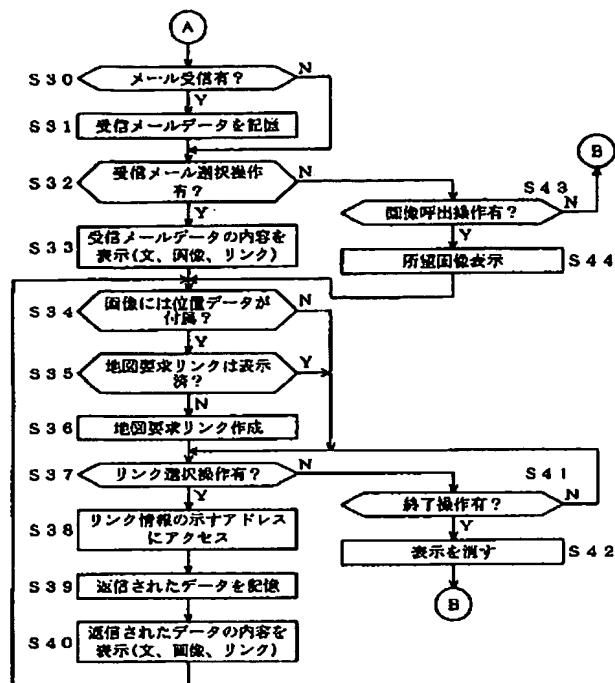 A
S30
メール受信有?
N
Y
S31
受信メールデータを記憶
S32
受信メール選択操作
有?
N
Y
B
S43
画像呼出操作有?
N
Y
S33
受信メールデータの内容を
表示(文、画像、リンク)
所望画像表示
S44
S34
画像には位置データが
付属?
N
Y
S35
地図要求リンクは表示
済?
Y
N
S36
地図要求リンク作成
S37
リンク選択操作有?
N
Y
S41
終了操作有?
N
Y
S38
リンク情報の示すアドレス
にアクセス
表示を消す
S42
B
S39
返信されたデータを記憶
S40
返信されたデータの内容を
表示(文、画像、リンク)